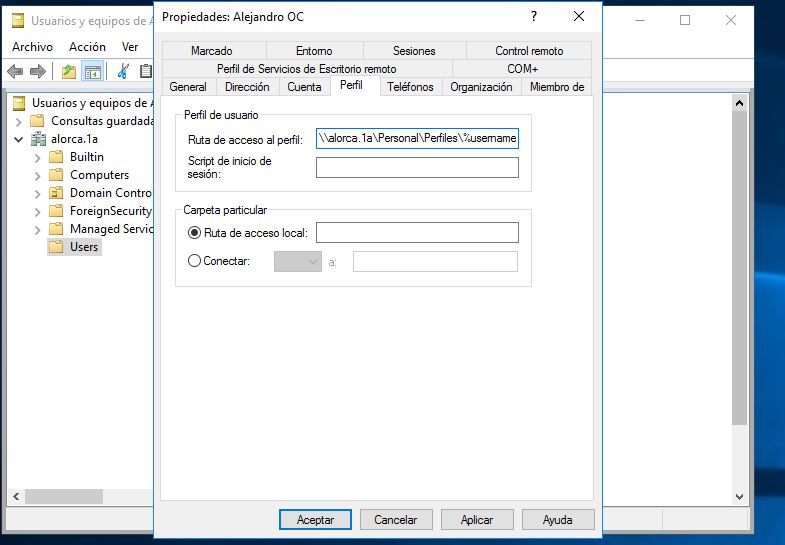 Usuarios y equipos de A
Archivo Acción Ver
Usuarios y equipos de A
Consultas guardada
alorca.1a
Builtin
Computers
Domain Contro
ForeignSecurity
Managed Servic
Users
Propiedades: Alejandro OC
?
Marcado Entorno Sesiones Control remoto
Perfil de Servicios de Escritorio remoto COM+
General Dirección Cuenta Perfil Teléfonos Organización Miembro de
Perfil de usuario
Ruta de acceso al perfil: \\alorca.1a\Personal\Perfiles\%username
Script de inicio de
sesión:
Carpeta particular
Ruta de acceso local:
Conectar: a:
Aceptar Cancelar Aplicar Ayuda